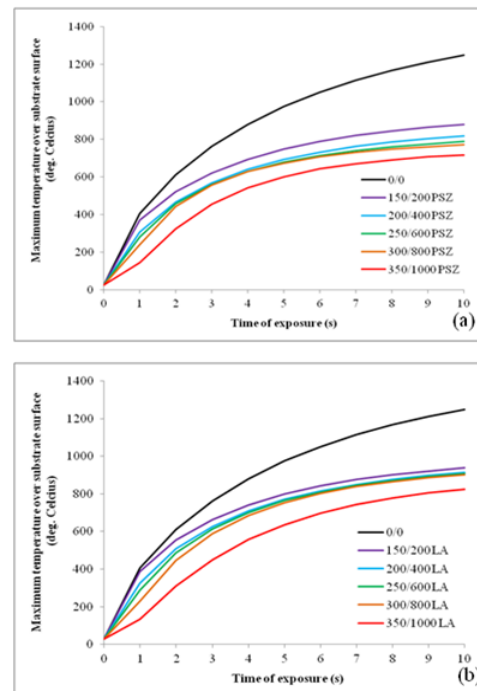 1400
1200
1000
800
600
400
200
0
Maximum temperature over substrate surface
(deg. Celcius)
0/0
150/200PSZ
200/400PSZ
250/600PSZ
300/800PSZ
350/1000PSZ
0 1 2 3 4 5 6 7 8 9 10
Time of exposure (s)
(a)
1400
1200
1000
800
600
400
200
0
Maximum temperature over substrate surface
(deg. Celcius)
0/0
150/200LA
200/400LA
250/600LA
300/800LA
350/1000LA
0 1 2 3 4 5 6 7 8 9 10
Time of exposure (s)
(b)